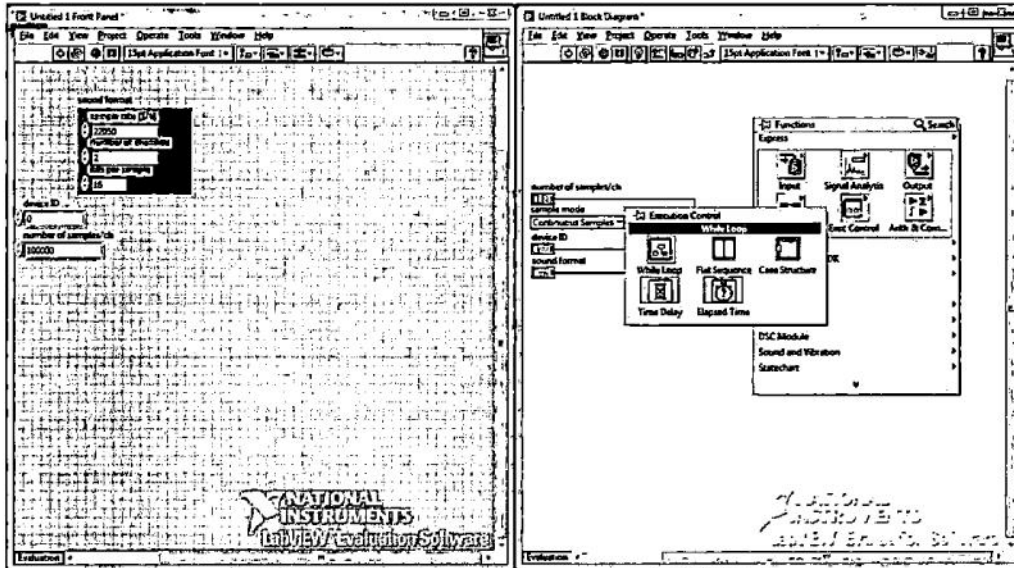 Untitled 1 Front Panel *
File Edit View Project Operate Tools Window Help
15pt Application Font
sound format
sample rate (S/s)
22050
number of channels
2
bits per sample
16
device ID
0
number of samples/ch
100000
NATIONAL
INSTRUMENTS
LabVIEW Evaluation Software
Evaluation
Untitled 1 Block Diagram *
File Edit View Project Operate Tools Window Help
15pt Application Font
number of samples/ch
sample mode
Continuous Samples
device ID
sound format
Functions
Search
Express
Input
Signal Analysis
Output
Exec Control
Arith & Com...
Execution Control
While Loop
While Loop
Flat Sequence
Case Structure
Time Delay
Elapsed Time
DSC Module
Sound and Vibration
Statechart
NATIONAL
INSTRUMENTS
Evaluation